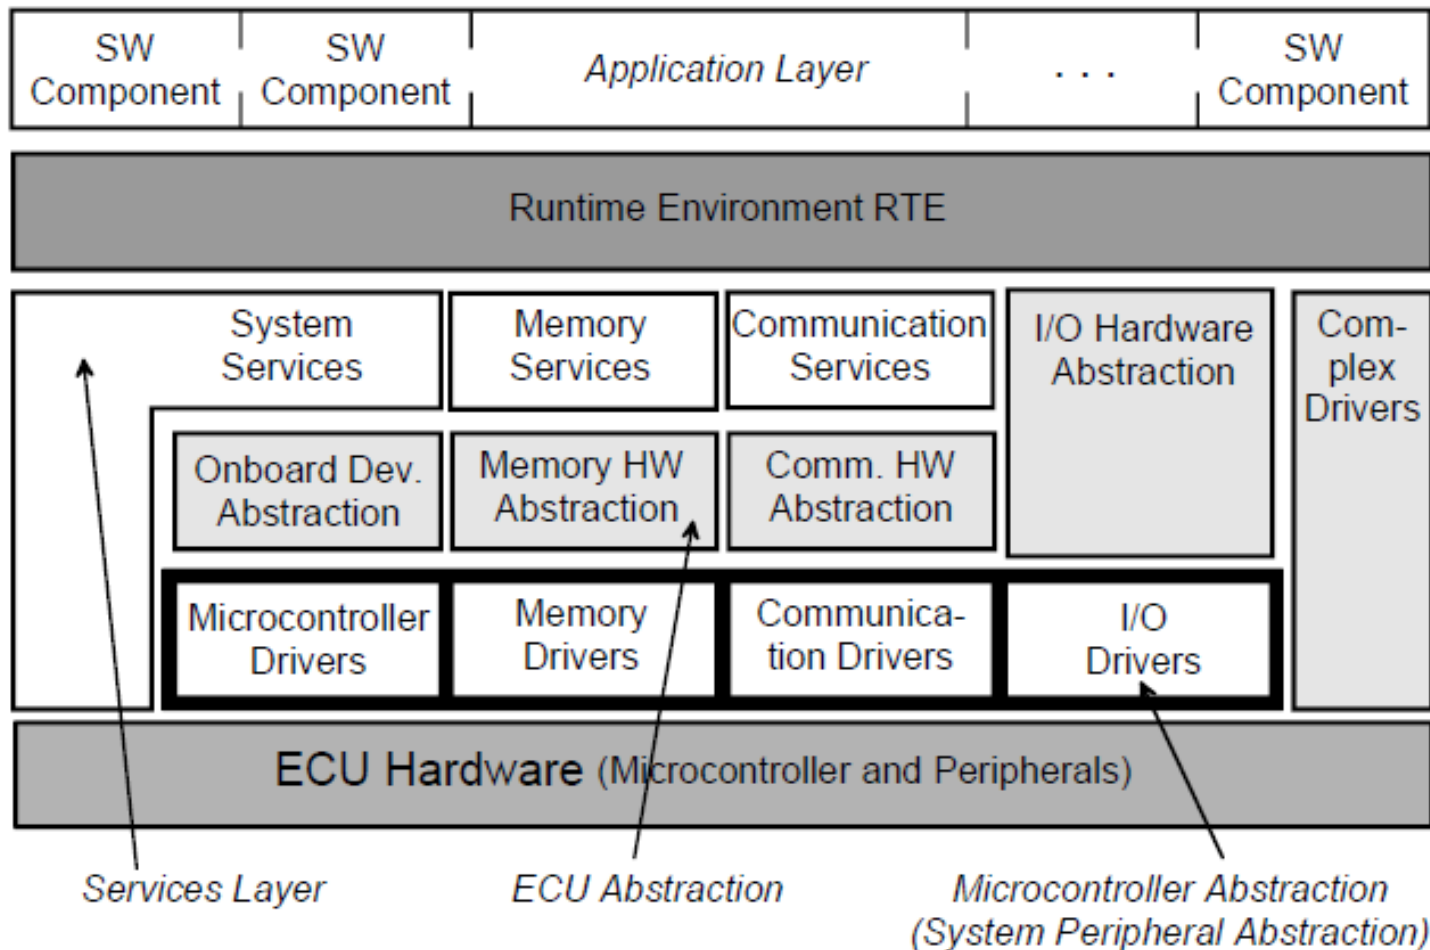 SW
Component
SW
Component
Application Layer
. . .
SW
Component
Runtime Environment RTE
System
Services
Memory
Services
Communication
Services
I/O Hardware
Abstraction
Com-
plex
Drivers
Onboard Dev.
Abstraction
Memory HW
Abstraction
Comm. HW
Abstraction
Microcontroller
Drivers
Memory
Drivers
Communica-
tion Drivers
I/O
Drivers
ECU Hardware (Microcontroller and Peripherals)
Services Layer
ECU Abstraction
Microcontroller Abstraction
(System Peripheral Abstraction)